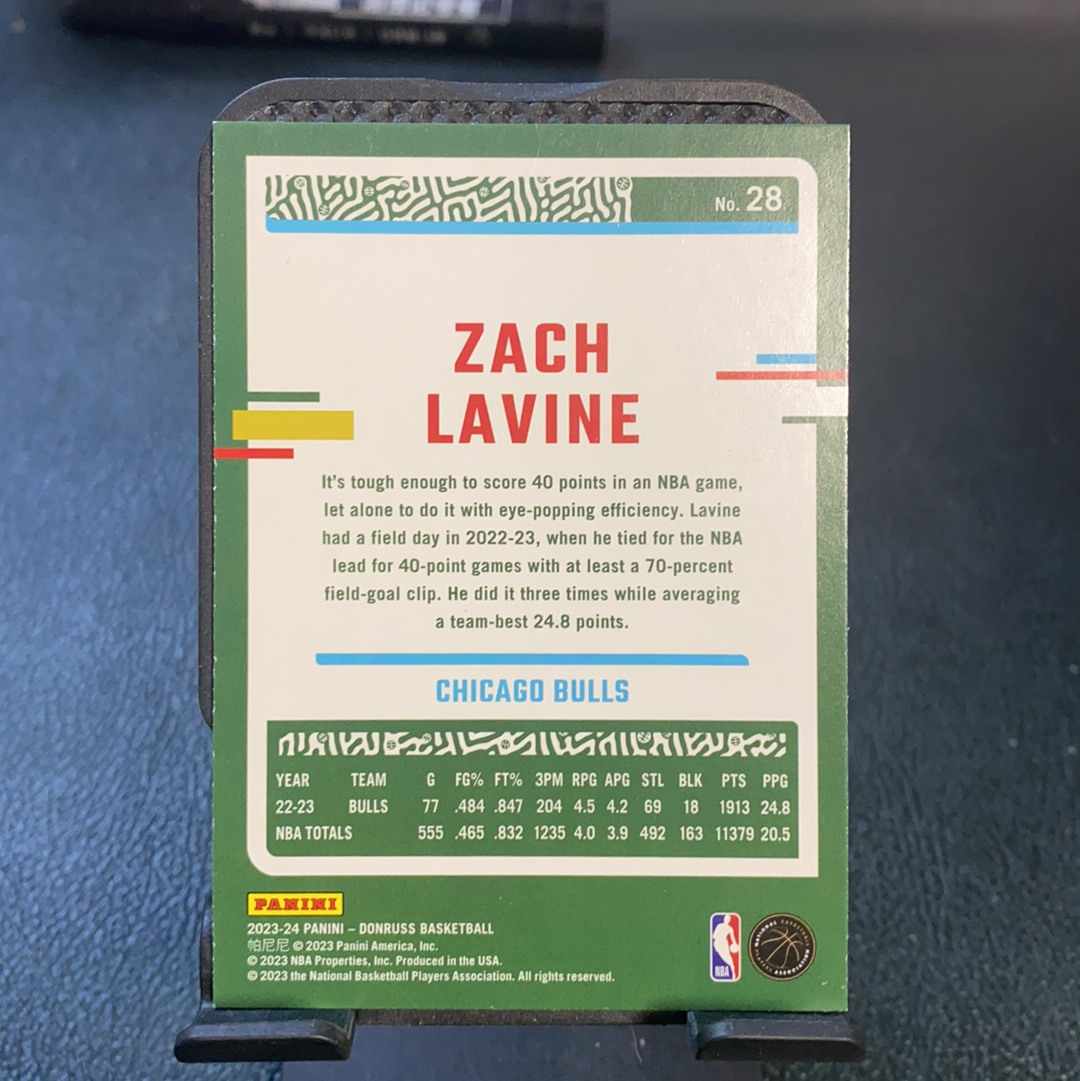 No. 28
ZACH
LAVINE
It's tough enough to score 40 points in an NBA game,
let alone to do it with eye-popping efficiency. Lavine
had a field day in 2022-23, when he tied for the NBA
lead for 40-point games with at least a 70-percent
field-goal clip. He did it three times while averaging
a team-best 24.8 points.
CHICAGO BULLS
YEAR TEAM G FG% FT% 3PM RPG APG STL BLK PTS PPG
22-23 BULLS 77 .484 .847 204 4.5 4.2 69 18 1913 24.8
NBA TOTALS 555 .465 .832 1235 4.0 3.9 492 163 11379 20.5
PANINI
2023-24 PANINI – DONRUSS BASKETBALL
帕尼尼 © 2023 Panini America, Inc.
© 2023 NBA Properties, Inc. Produced in the USA.
© 2023 the National Basketball Players Association. All rights reserved.
NBA
NATIONAL BASKETBALL
PLAYERS ASSOCIATION